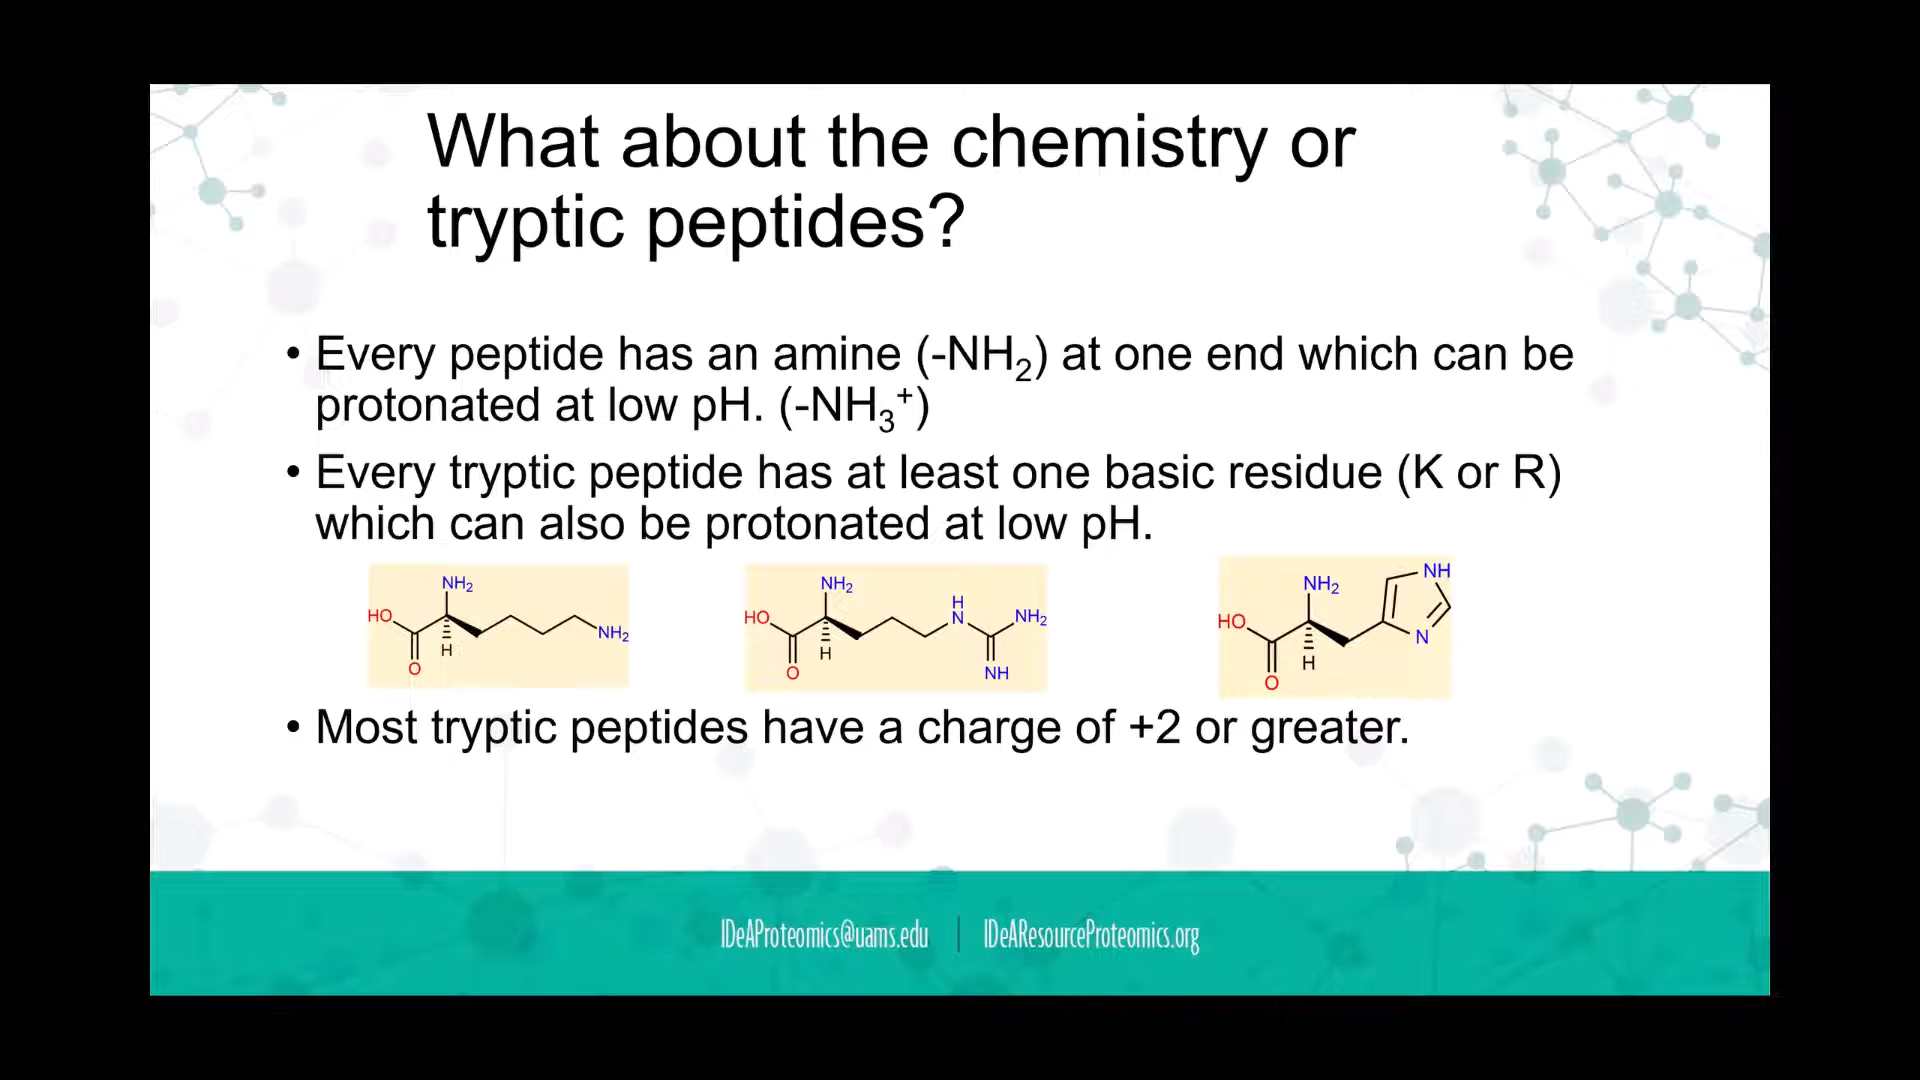 What about the chemistry or
tryptic peptides?
• Every peptide has an amine (-NH₂) at one end which can be
protonated at low pH. (-NH₃⁺)
• Every tryptic peptide has at least one basic residue (K or R)
which can also be protonated at low pH.
NH₂
HO
NH₂
H
O
NH₂
HO
H
N
NH₂
H
O
NH
NH₂
NH
HO
N
H
O
• Most tryptic peptides have a charge of +2 or greater.
IDeAProteomics@uams.edu | IDeAResourceProteomics.org